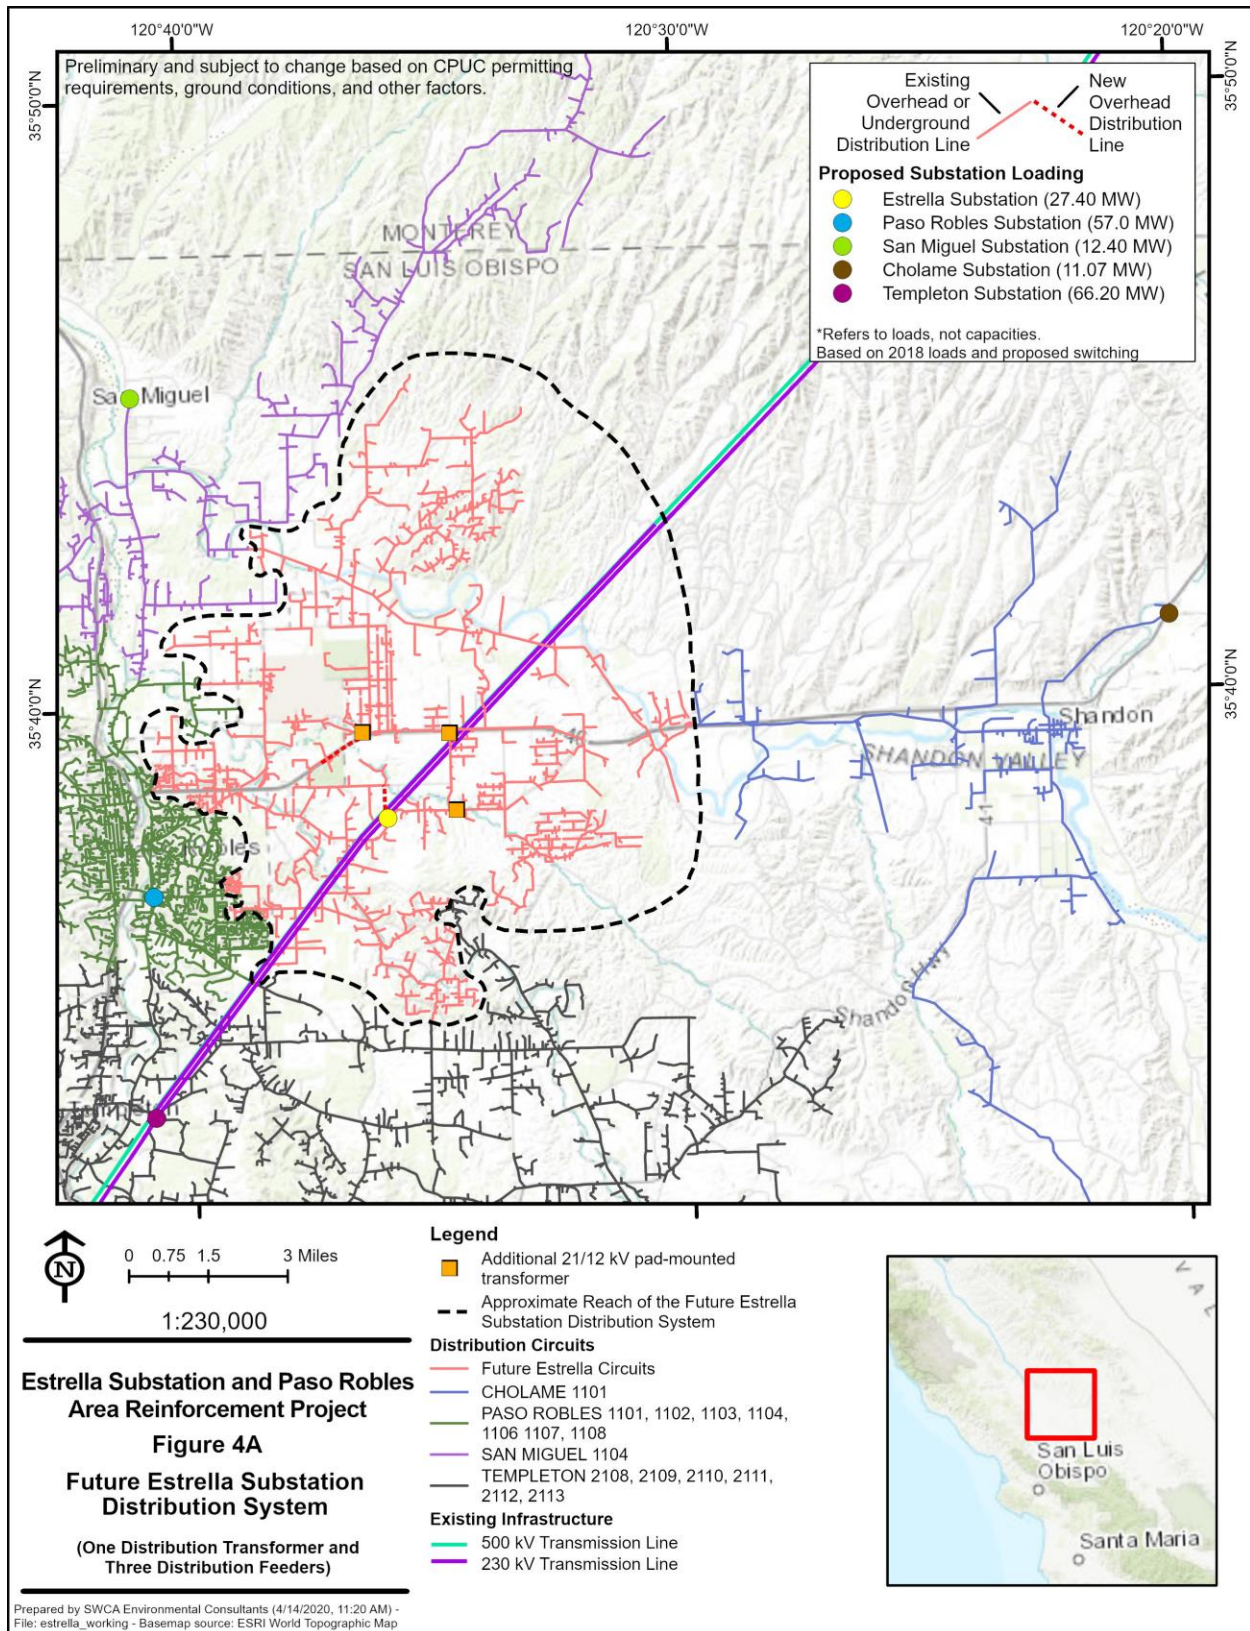 120°40'0"W
120°30'0"W
120°20'0"W
Preliminary and subject to change based on CPUC permitting
requirements, ground conditions, and other factors.
35°50'0"N
35°50'0"N
Existing
Overhead or
Underground
Distribution Line
New
Overhead
Distribution
Line
Proposed Substation Loading
Estrella Substation (27.40 MW)
Paso Robles Substation (57.0 MW)
San Miguel Substation (12.40 MW)
Cholame Substation (11.07 MW)
Templeton Substation (66.20 MW)
*Refers to loads, not capacities.
Based on 2018 loads and proposed switching
MONTEREY
SAN LUIS OBISPO
Sa Miguel
35°40'0"N
35°40'0"N
46
Shandon
SHANDON VALLEY
41
Robles
Shandon Hwy
Templeton
N
0 0.75 1.5 3 Miles
1:230,000
Estrella Substation and Paso Robles
Area Reinforcement Project
Figure 4A
Future Estrella Substation
Distribution System
(One Distribution Transformer and
Three Distribution Feeders)
Prepared by SWCA Environmental Consultants (4/14/2020, 11:20 AM) -
File: estrella_working - Basemap source: ESRI World Topographic Map
Legend
Additional 21/12 kV pad-mounted
transformer
Approximate Reach of the Future Estrella
Substation Distribution System
Distribution Circuits
Future Estrella Circuits
CHOLAME 1101
PASO ROBLES 1101, 1102, 1103, 1104,
1106 1107, 1108
SAN MIGUEL 1104
TEMPLETON 2108, 2109, 2110, 2111,
2112, 2113
Existing Infrastructure
500 kV Transmission Line
230 kV Transmission Line
V A L
San Luis
Obispo
Santa Maria